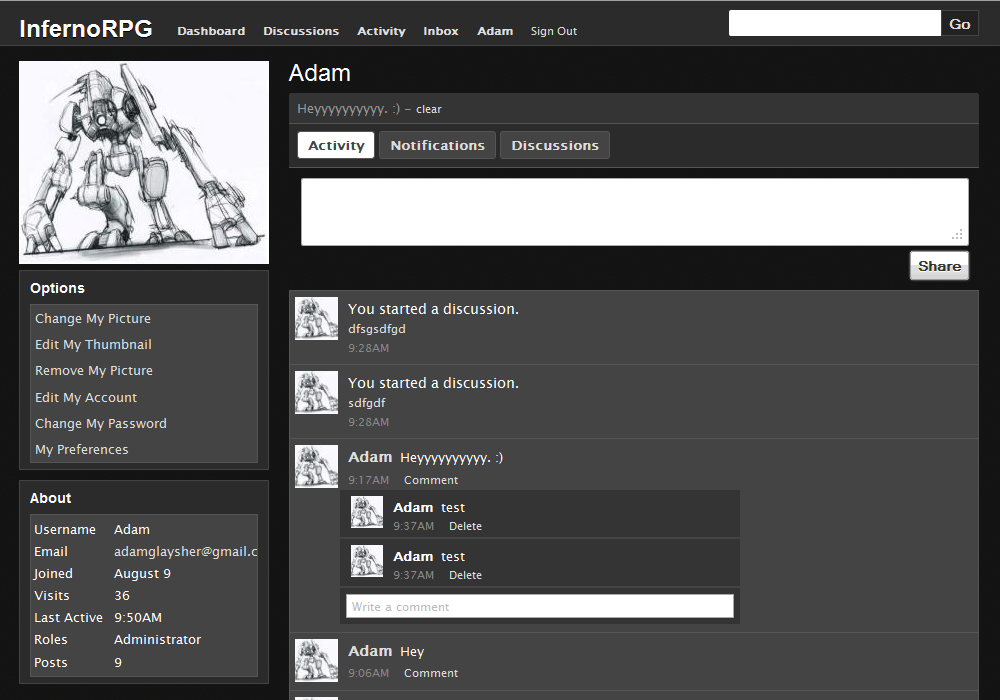 InfernoRPG Dashboard Discussions Activity Inbox Adam Sign Out Go
Adam
Heyyyyyyyyyy. :) – clear
Activity Notifications Discussions
Share
Options
Change My Picture
Edit My Thumbnail
Remove My Picture
Edit My Account
Change My Password
My Preferences
About
Username Adam
Email adamglaysher@gmail.c
Joined August 9
Visits 36
Last Active 9:50AM
Roles Administrator
Posts 9
You started a discussion.
dfsgsdfgd
9:28AM
You started a discussion.
sdfgdf
9:28AM
Adam Heyyyyyyyyyy. :)
9:17AM Comment
Adam test
9:37AM Delete
Adam test
9:37AM Delete
Write a comment
Adam Hey
9:06AM Comment